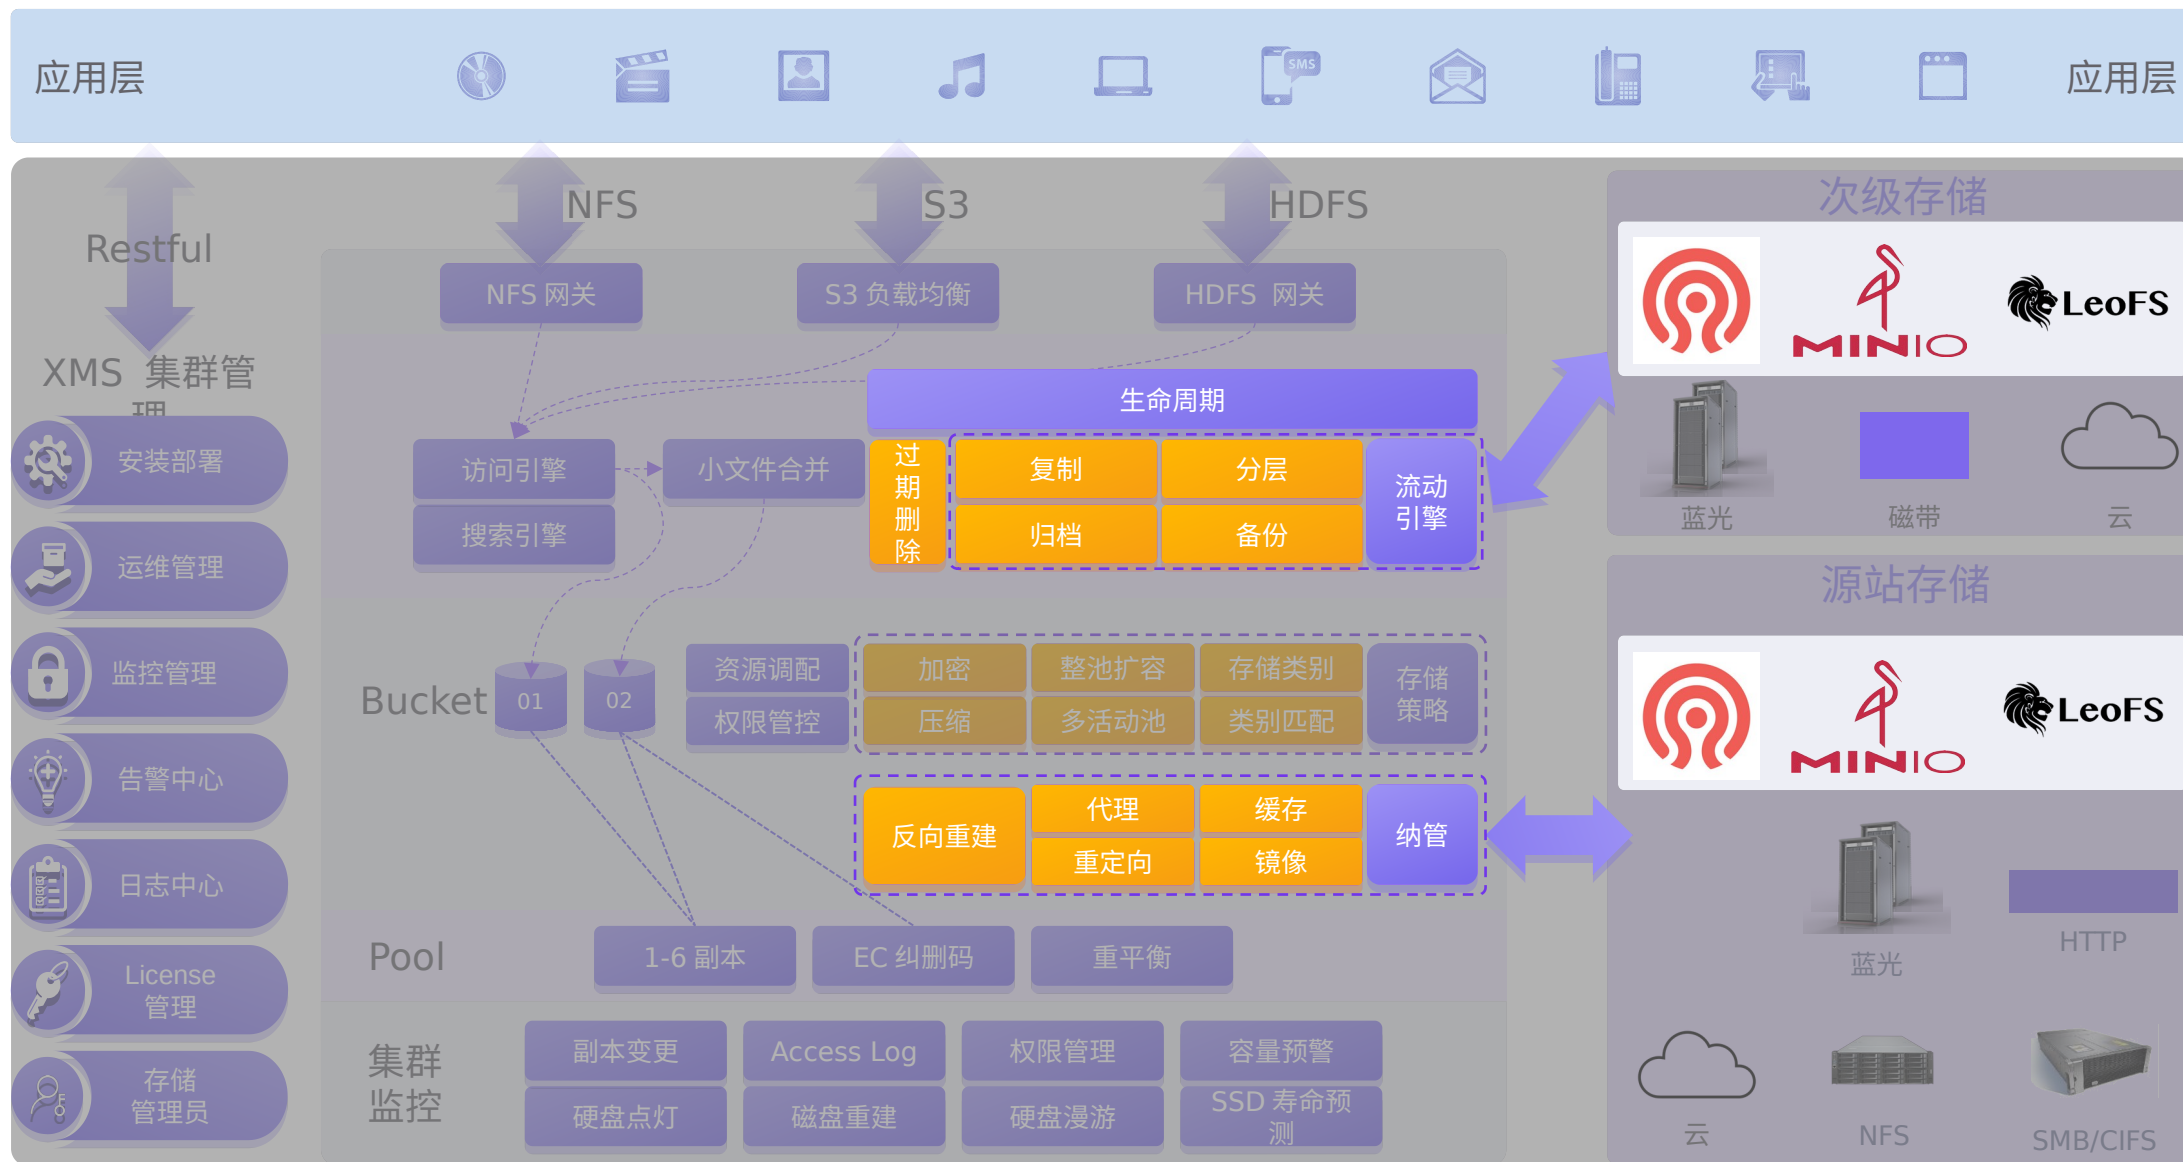 应用层
SMS
应用层
NFS
S3
HDFS
次级存储
Restful
NFS 网关
S3 负载均衡
HDFS 网关
MINIO
LeoFS
XMS 集群管
理
生命周期
安装部署
访问引擎
小文件合并
搜索引擎
过
期
删
除
复制
分层
归档
备份
流动
引擎
蓝光
磁带
云
运维管理
源站存储
监控管理
Bucket
01
02
资源调配
权限管控
加密
整池扩容
存储类别
压缩
多活动池
类别匹配
存储
策略
MINIO
LeoFS
告警中心
反向重建
代理
缓存
重定向
镜像
纳管
日志中心
蓝光
HTTP
Pool
1-6 副本
EC 纠删码
重平衡
License
管理
集群
监控
副本变更
Access Log
权限管理
容量预警
硬盘点灯
磁盘重建
硬盘漫游
SSD 寿命预
测
存储
管理员
云
NFS
SMB/CIFS